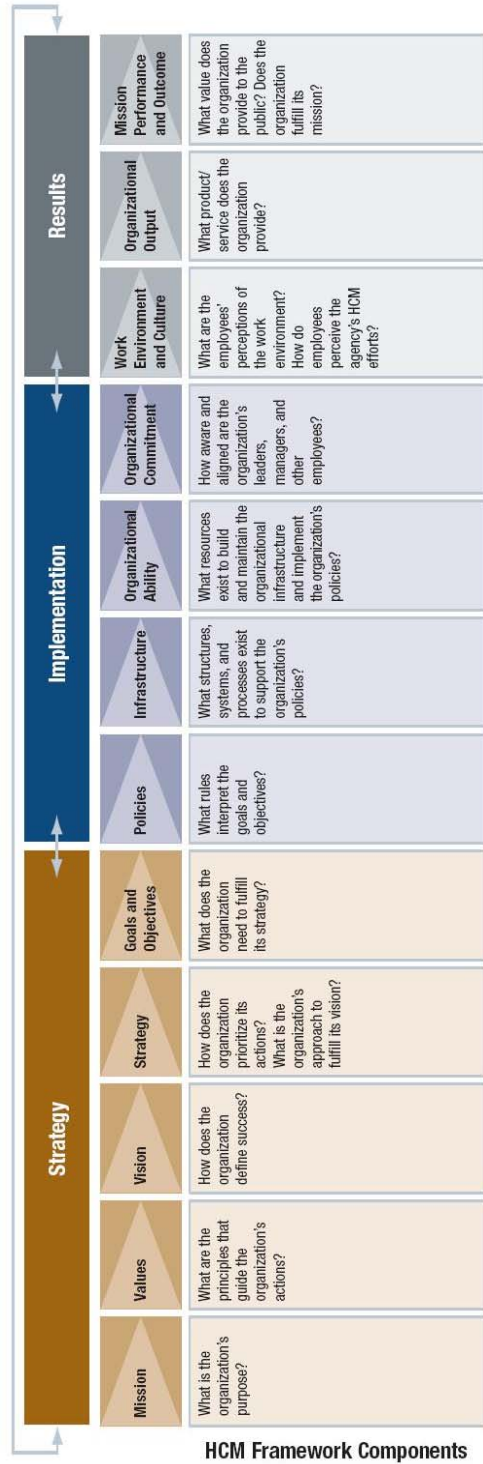 HCM Framework Components
Strategy
Mission
What is the
organization's
purpose?
Values
What are the
principles that
guide the
organization's
actions?
Vision
How does the
organization
define success?
Strategy
How does the
organization
prioritize its
actions?
What is the
organization's
approach to
fulfill its vision?
Goals and
Objectives
What does the
organization
need to fulfill
its strategy?
Implementation
Policies
What rules
interpret the
goals and
objectives?
Infrastructure
What structures,
systems, and
processes exist
to support the
organization's
policies?
Organizational
Ability
What resources
exist to build
and maintain the
organizational
infrastructure
and implement
the organization's
policies?
Organizational
Commitment
How aware and
aligned are the
organization's
leaders,
managers, and
other
employees?
Results
Work
Environment
and Culture
What are the
employees'
perceptions of
the work
environment?
How do
employees
perceive the
agency's HCM
efforts?
Organizational
Output
What product/
service does the
organization
provide?
Mission
Performance
and Outcome
What value does
the organization
provide to the
public? Does the
organization
fulfill its
mission?